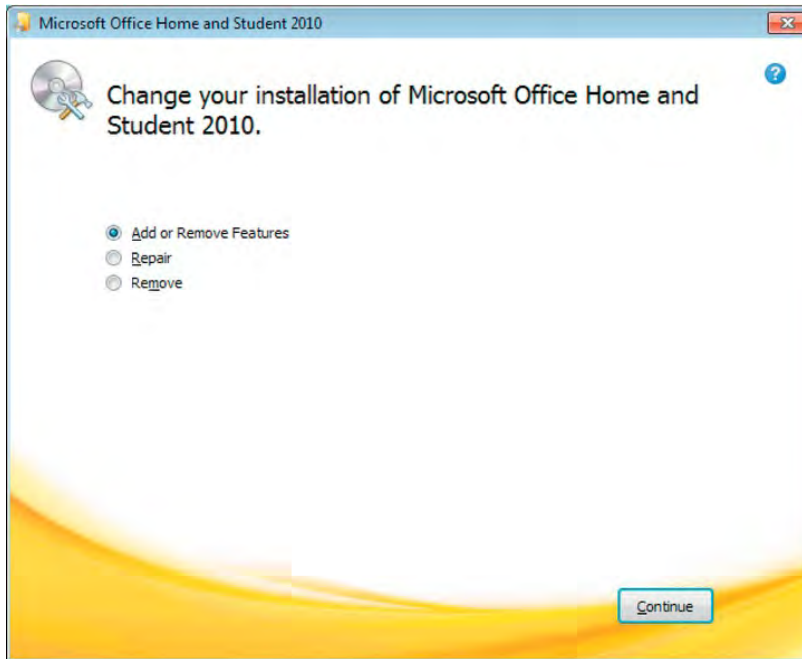 Microsoft Office Home and Student 2010
?
Change your installation of Microsoft Office Home and
Student 2010.
Add or Remove Features
Repair
Remove
Continue